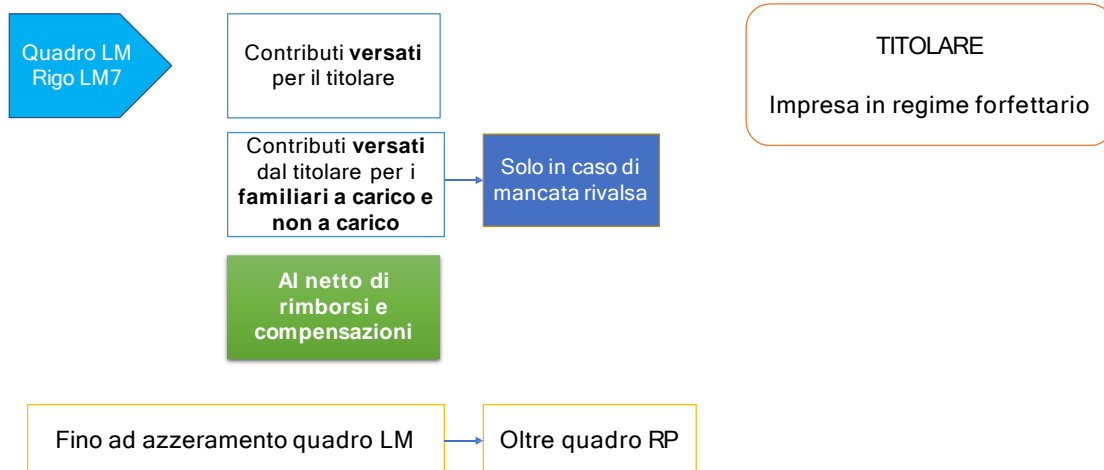 Quadro LM
Rigo LM7
Contributi versati
per il titolare
TITOLARE
Impresa in regime forfettario
Contributi versati
dal titolare per i
familiari a carico e
non a carico
Solo in caso di
mancata rivalsa
Al netto di
rimborsi e
compensazioni
Fino ad azzeramento quadro LM
Oltre quadro RP